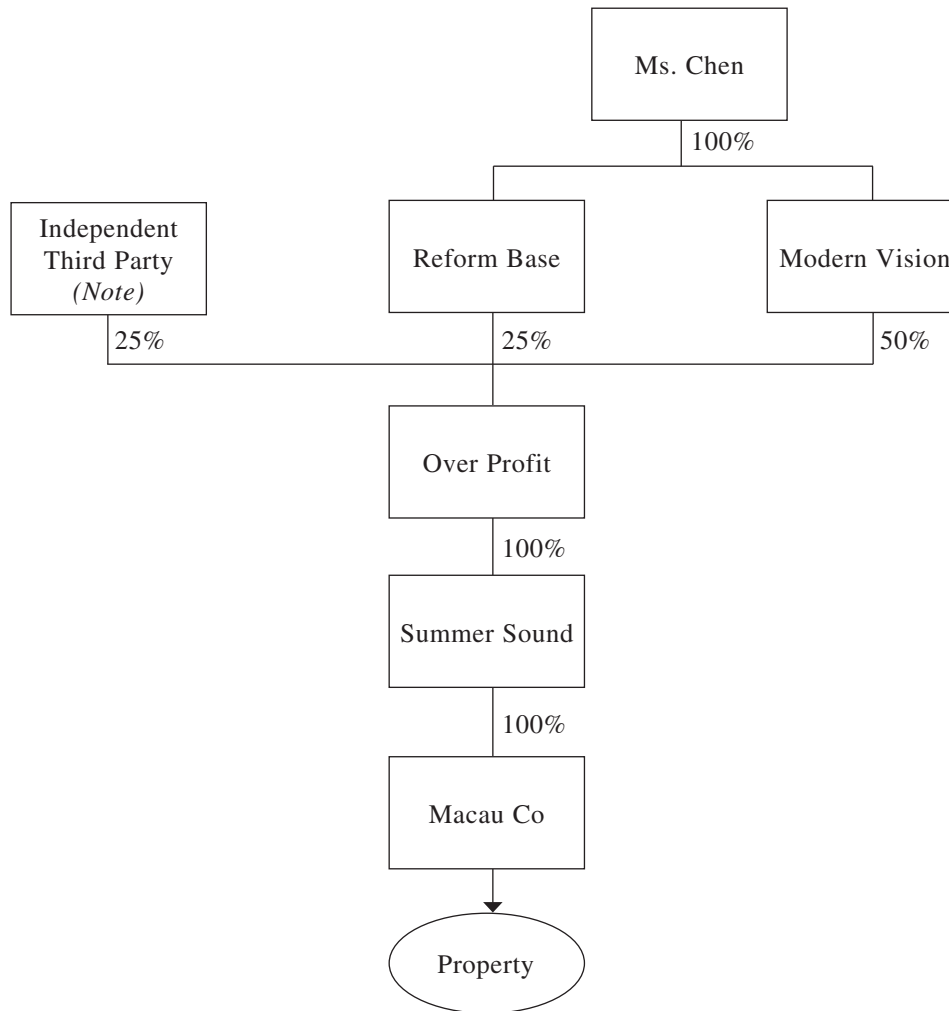 Ms. Chen
100%
Independent
Third Party
(Note)
Reform Base
Modern Vision
25%
25%
50%
Over Profit
100%
Summer Sound
100%
Macau Co
Property